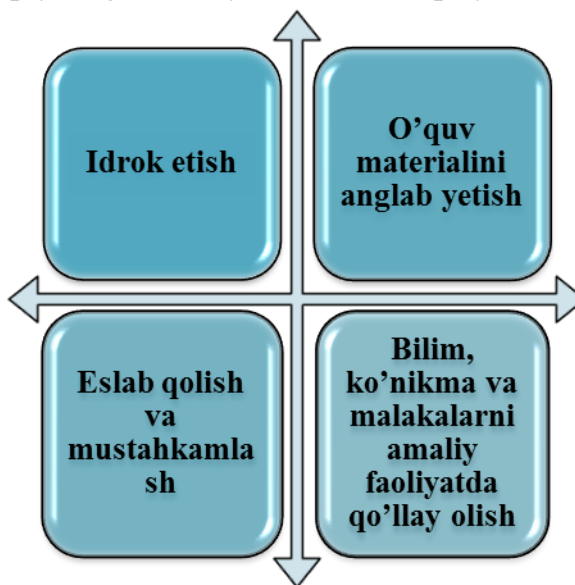 Idrok etish
O’quv
materialini
anglab yetish
Eslab qolish
va
mustahkamla
sh
Bilim,
ko’nikma va
malakalarni
amaliy
faoliyatda
qo’llay olish